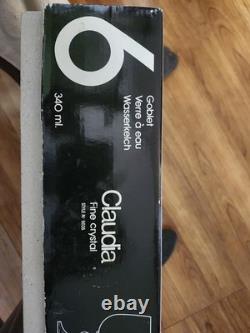 6
Goblet
Verre à eau
Wasserkelch
340 ml.
Claudia
Fine crystal